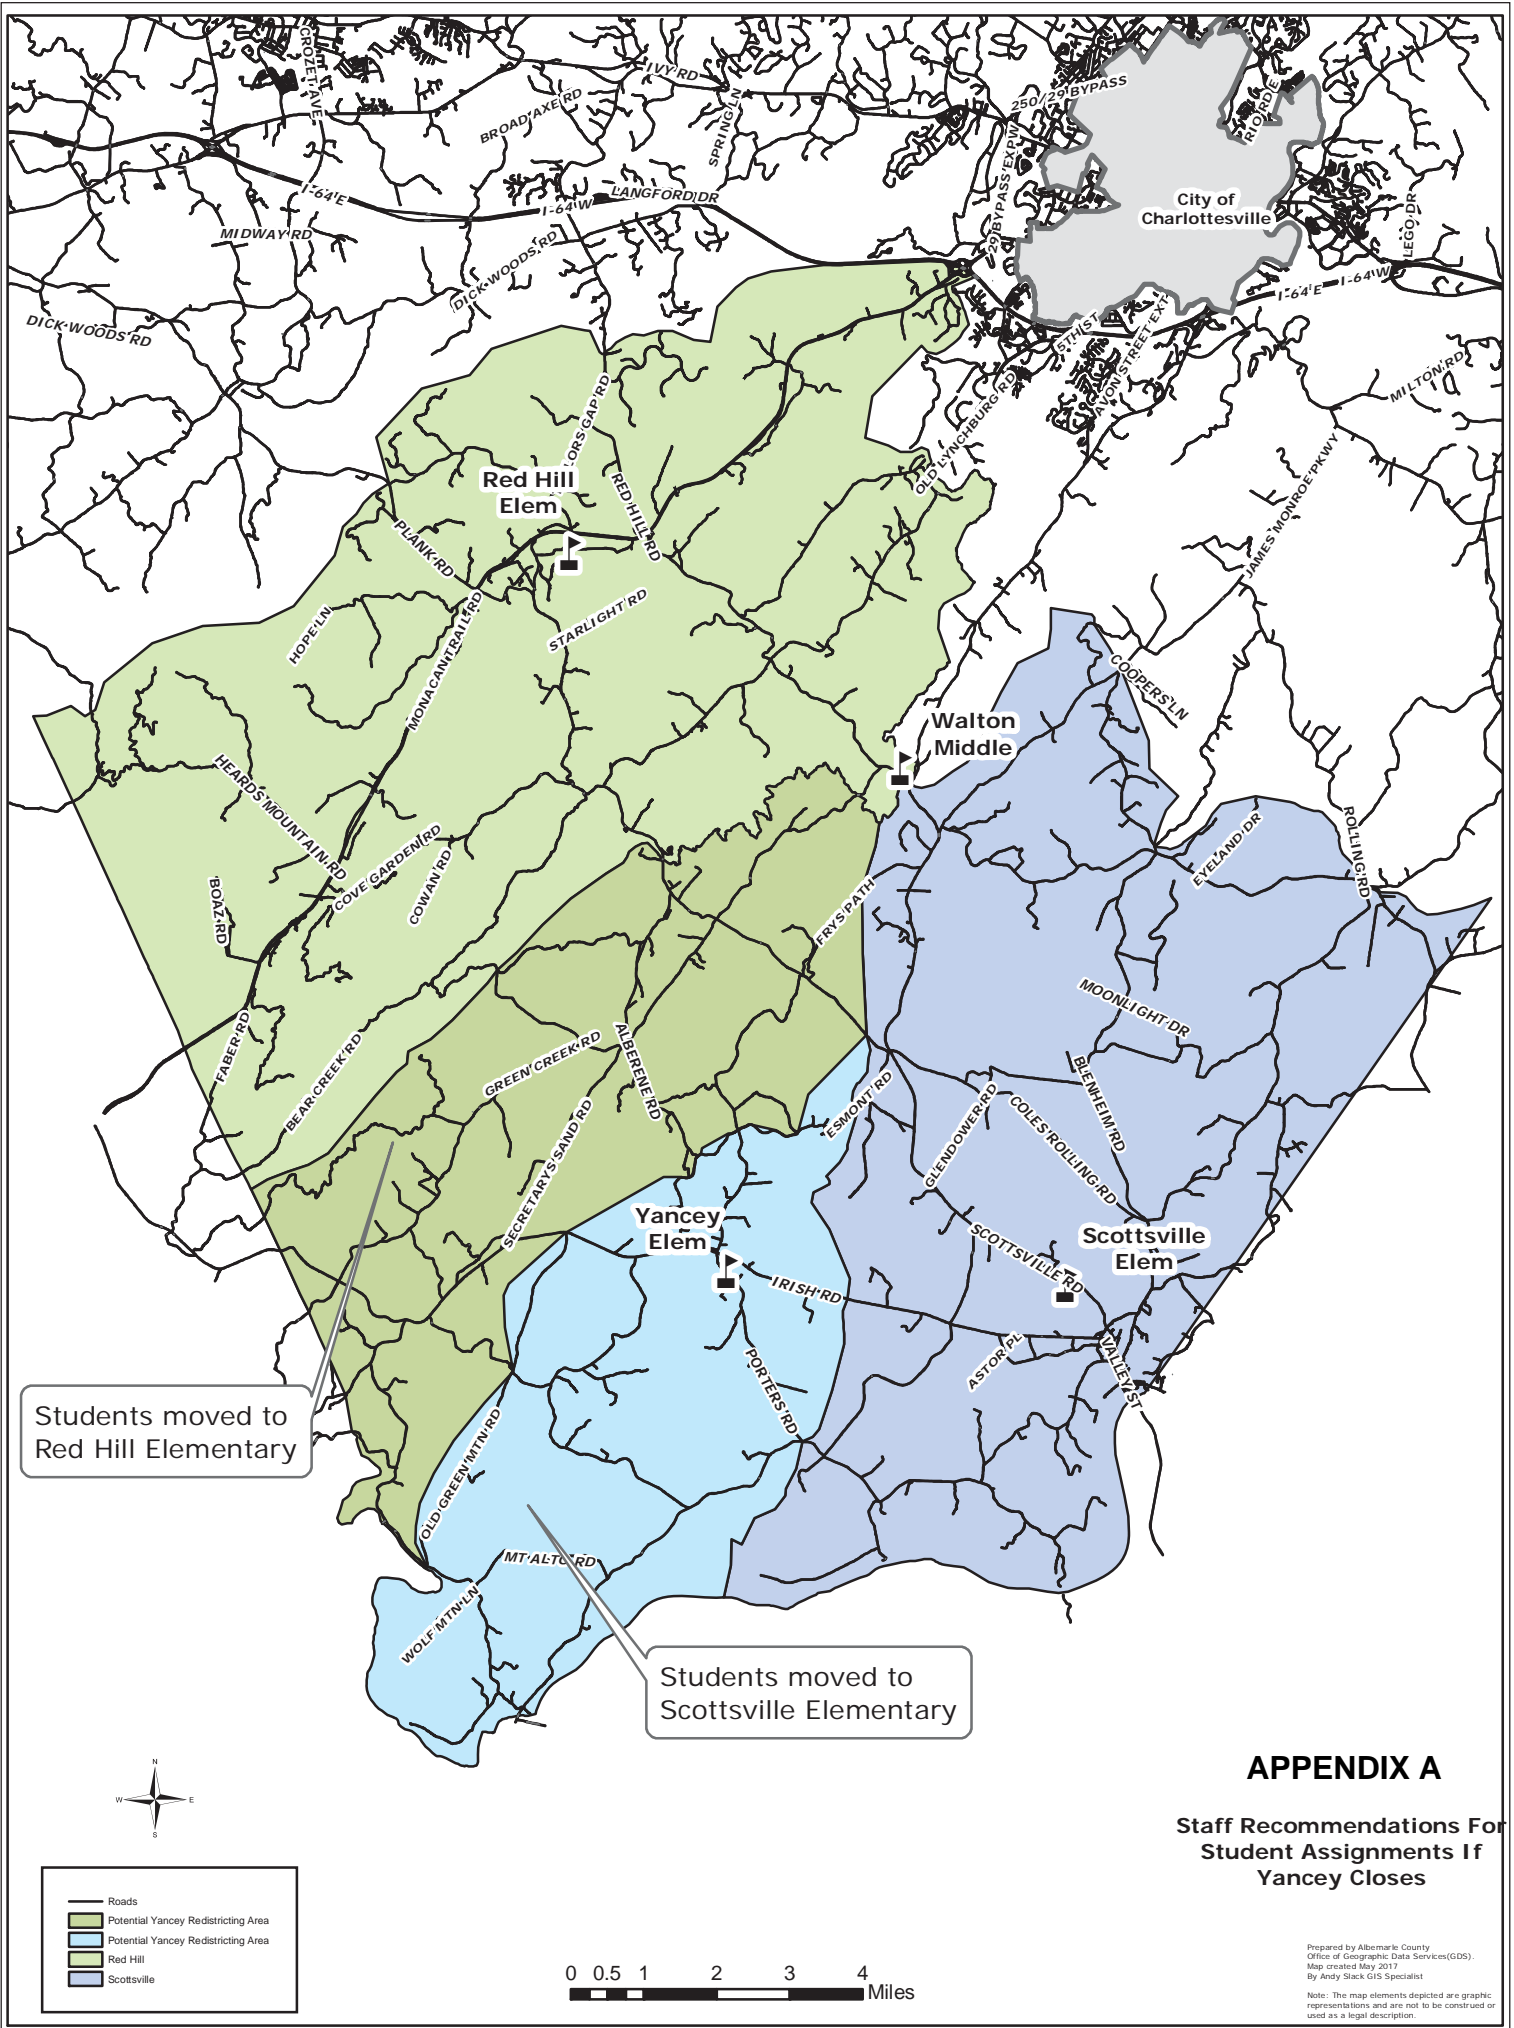 CROZET AVE
IVY RD
BROAD AXE RD
SPRING LN
250/29 BYPASS
29 BYPASS EXPW
RIO RD E
City of
Charlottesville
LEGO DR
I-64 E
I-64 W
LANGFORD DR
MIDWAY RD
DICK WOODS RD
DICK WOODS RD
I-64 E
I-64 W
5TH ST
AVON STREET EXT
MILTON RD
OLD LYNCHBURG RD
JAMES MONROE PKWY
LORS GAP RD
Red Hill
Elem
RED HILL RD
PLANK RD
HOPE LN
STARLIGHT RD
MONACAN TRAIL RD
COOPERS LN
Walton
Middle
HEARDS MOUNTAIN RD
COVE GARDEN RD
COWAN RD
BOAZ RD
EYELAND DR
ROLLING RD
FRYS PATH
MOONLIGHT DR
FABER RD
BEAR CREEK RD
GREEN CREEK RD
ALBERENE RD
SECRETARYS SAND RD
ESMONT RD
GLENDOWER RD
COLES ROLLING RD
BLENHEIM RD
Yancey
Elem
IRISH RD
SCOTTSVILLE RD
Scottsville
Elem
PORTERS RD
ASTOR PL
VALLEY ST
Students moved to
Red Hill Elementary
OLD GREEN MTN RD
MT ALTO RD
WOLF MTN LN
Students moved to
Scottsville Elementary
APPENDIX A
Staff Recommendations For
Student Assignments If
Yancey Closes
N
W
E
S
Roads
Potential Yancey Redistricting Area
Potential Yancey Redistricting Area
Red Hill
Scottsville
0 0.5 1 2 3 4
Miles
Prepared by Albemarle County
Office of Geographic Data Services(GDS).
Map created May 2017
By Andy Slack GIS Specialist
Note: The map elements depicted are graphic
representations and are not to be construed or
used as a legal description.